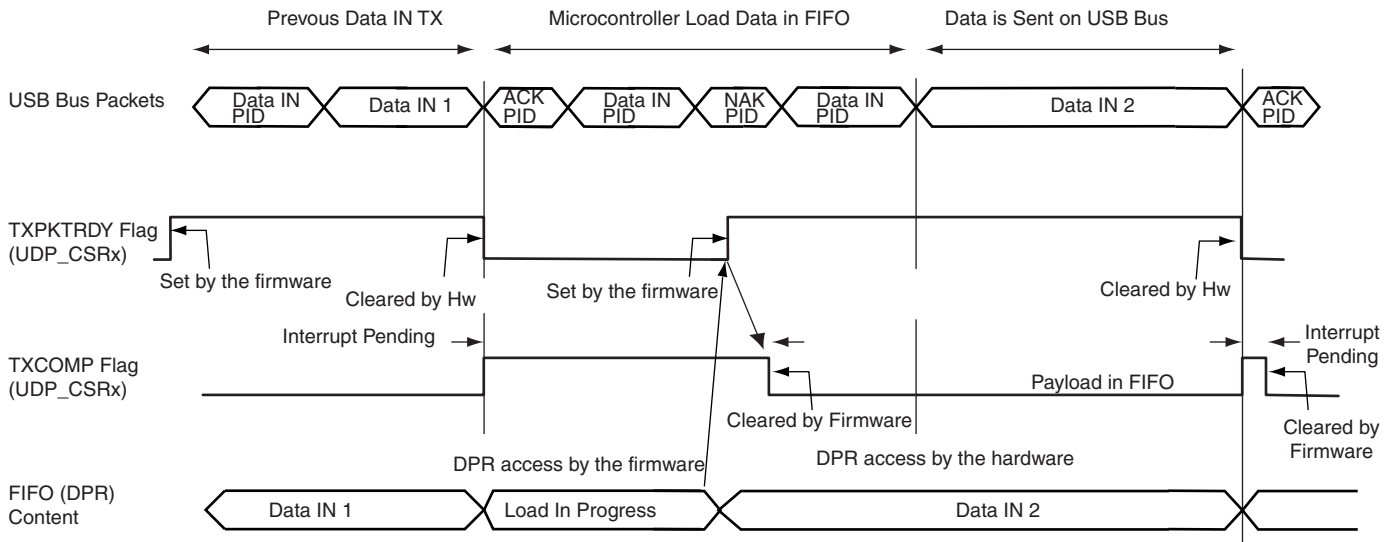 Prevous Data IN TX
Microcontroller Load Data in FIFO
Data is Sent on USB Bus
USB Bus Packets
Data IN
PID
Data IN 1
ACK
PID
Data IN
PID
NAK
PID
Data IN
PID
Data IN 2
ACK
PID
TXPKTRDY Flag
(UDP_CSRx)
Set by the firmware
Cleared by Hw
Set by the firmware
Cleared by Hw
Interrupt Pending
Interrupt
Pending
TXCOMP Flag
(UDP_CSRx)
Payload in FIFO
Cleared by Firmware
Cleared by
Firmware
DPR access by the firmware
DPR access by the hardware
FIFO (DPR)
Content
Data IN 1
Load In Progress
Data IN 2